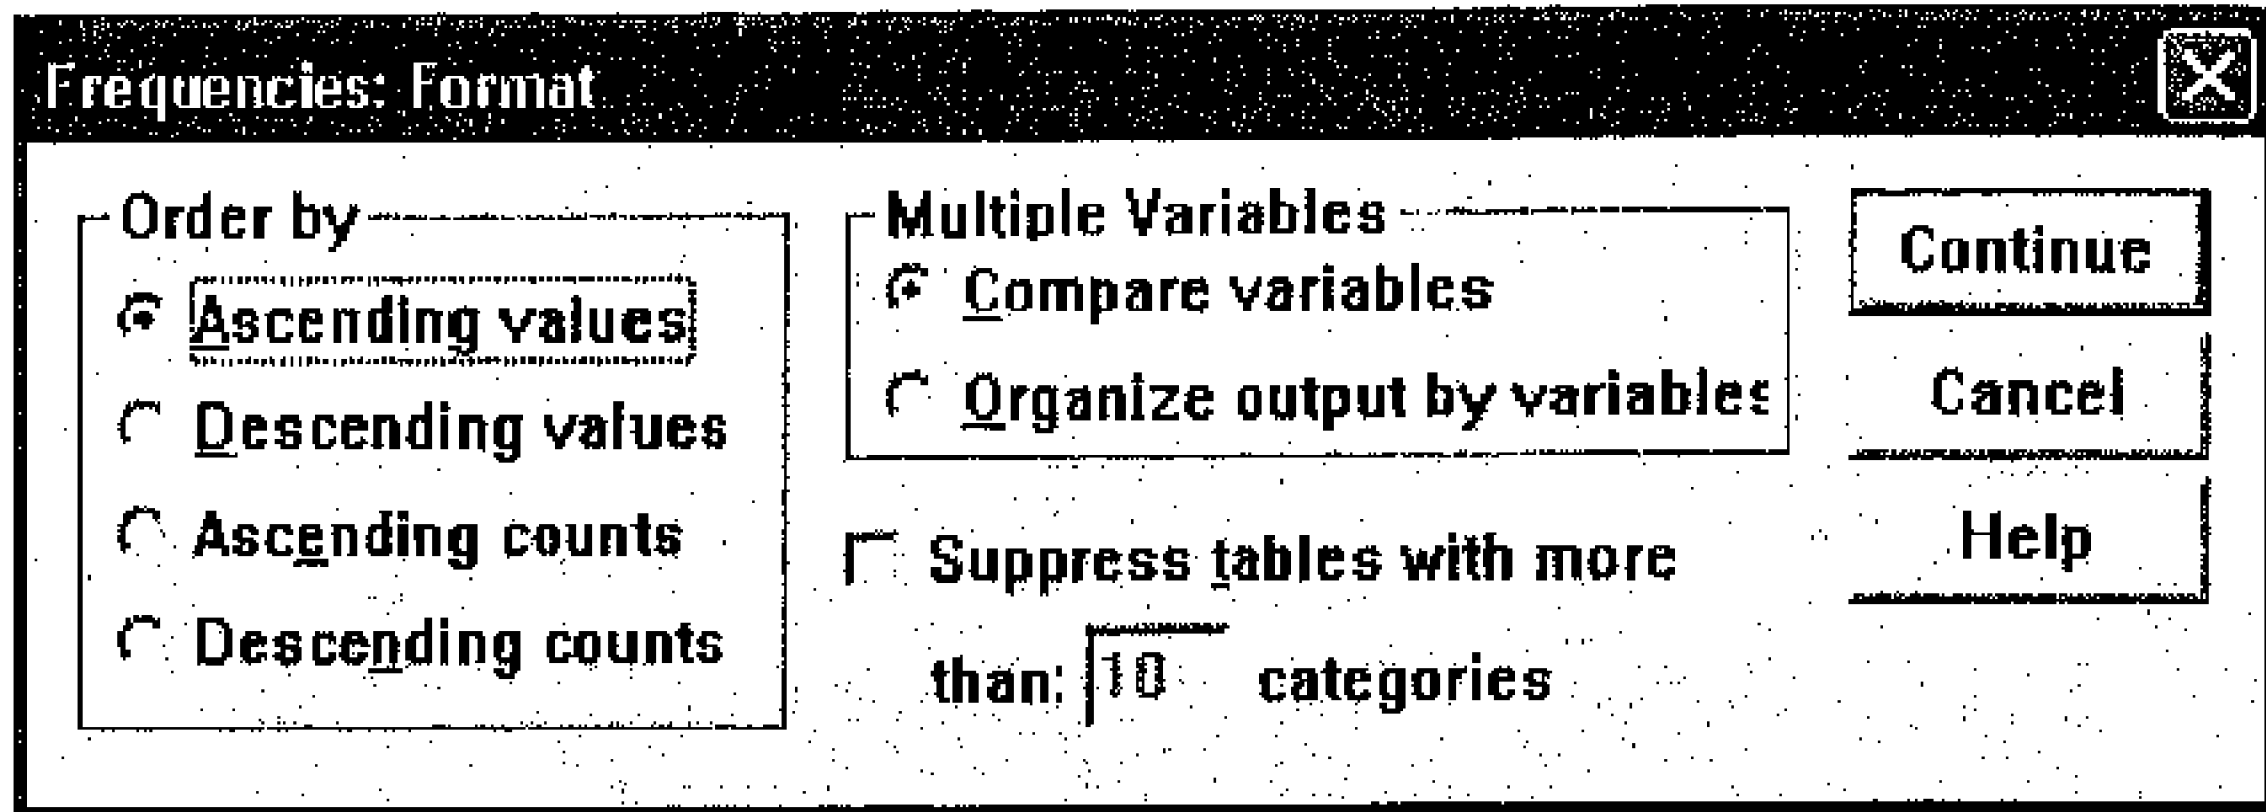 Frequencies: Format
Order by
Ascending values
Descending values
Ascending counts
Descending counts
Multiple Variables
Compare variables
Organize output by variables
Suppress tables with more
than: 10 categories
Continue
Cancel
Help